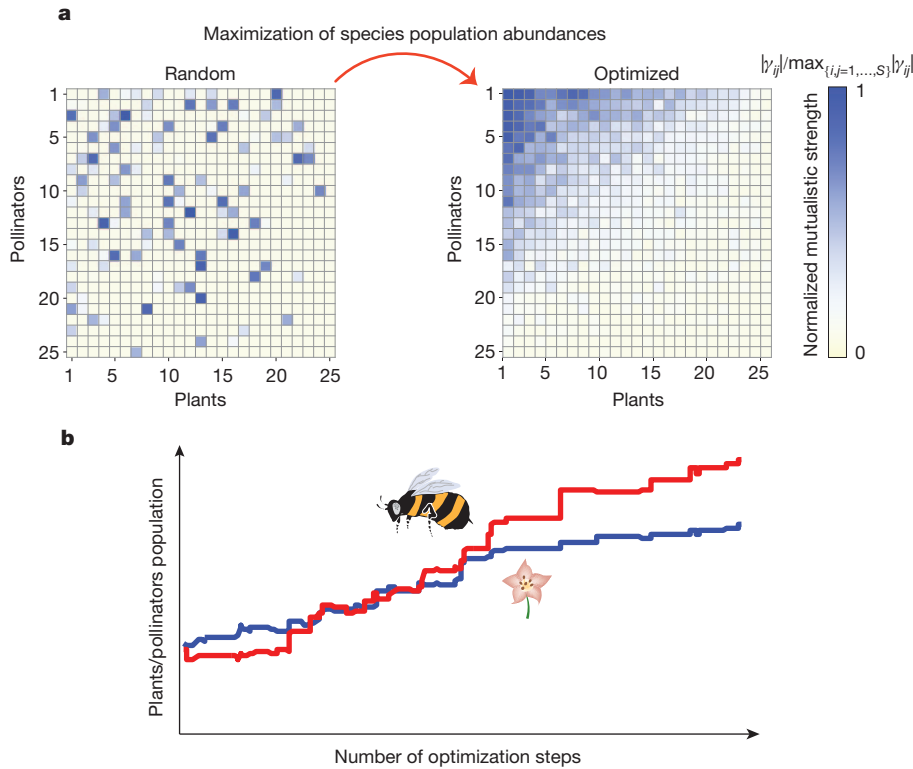 a
Maximization of species population abundances
Random
Optimized
|γij|/max{i,j=1,...,S}|γij|
1
5
10
15
20
25
Pollinators
1
5
10
15
20
25
Plants
1
5
10
15
20
25
Pollinators
1
5
10
15
20
25
Plants
1
0
Normalized mutualistic strength
b
Plants/pollinators population
Number of optimization steps